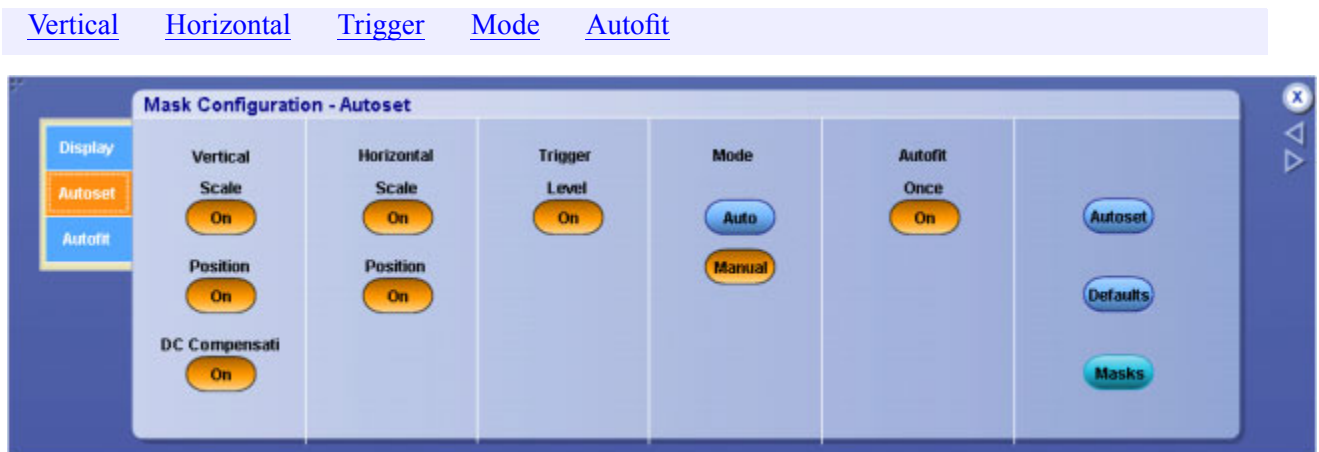 Vertical Horizontal Trigger Mode Autofit
Mask Configuration - Autoset
X
Display
Autoset
Autofit
Vertical
Scale
On
Position
On
DC Compensati
On
Horizontal
Scale
On
Position
On
Trigger
Level
On
Mode
Auto
Manual
Autofit
Once
On
Autoset
Defaults
Masks